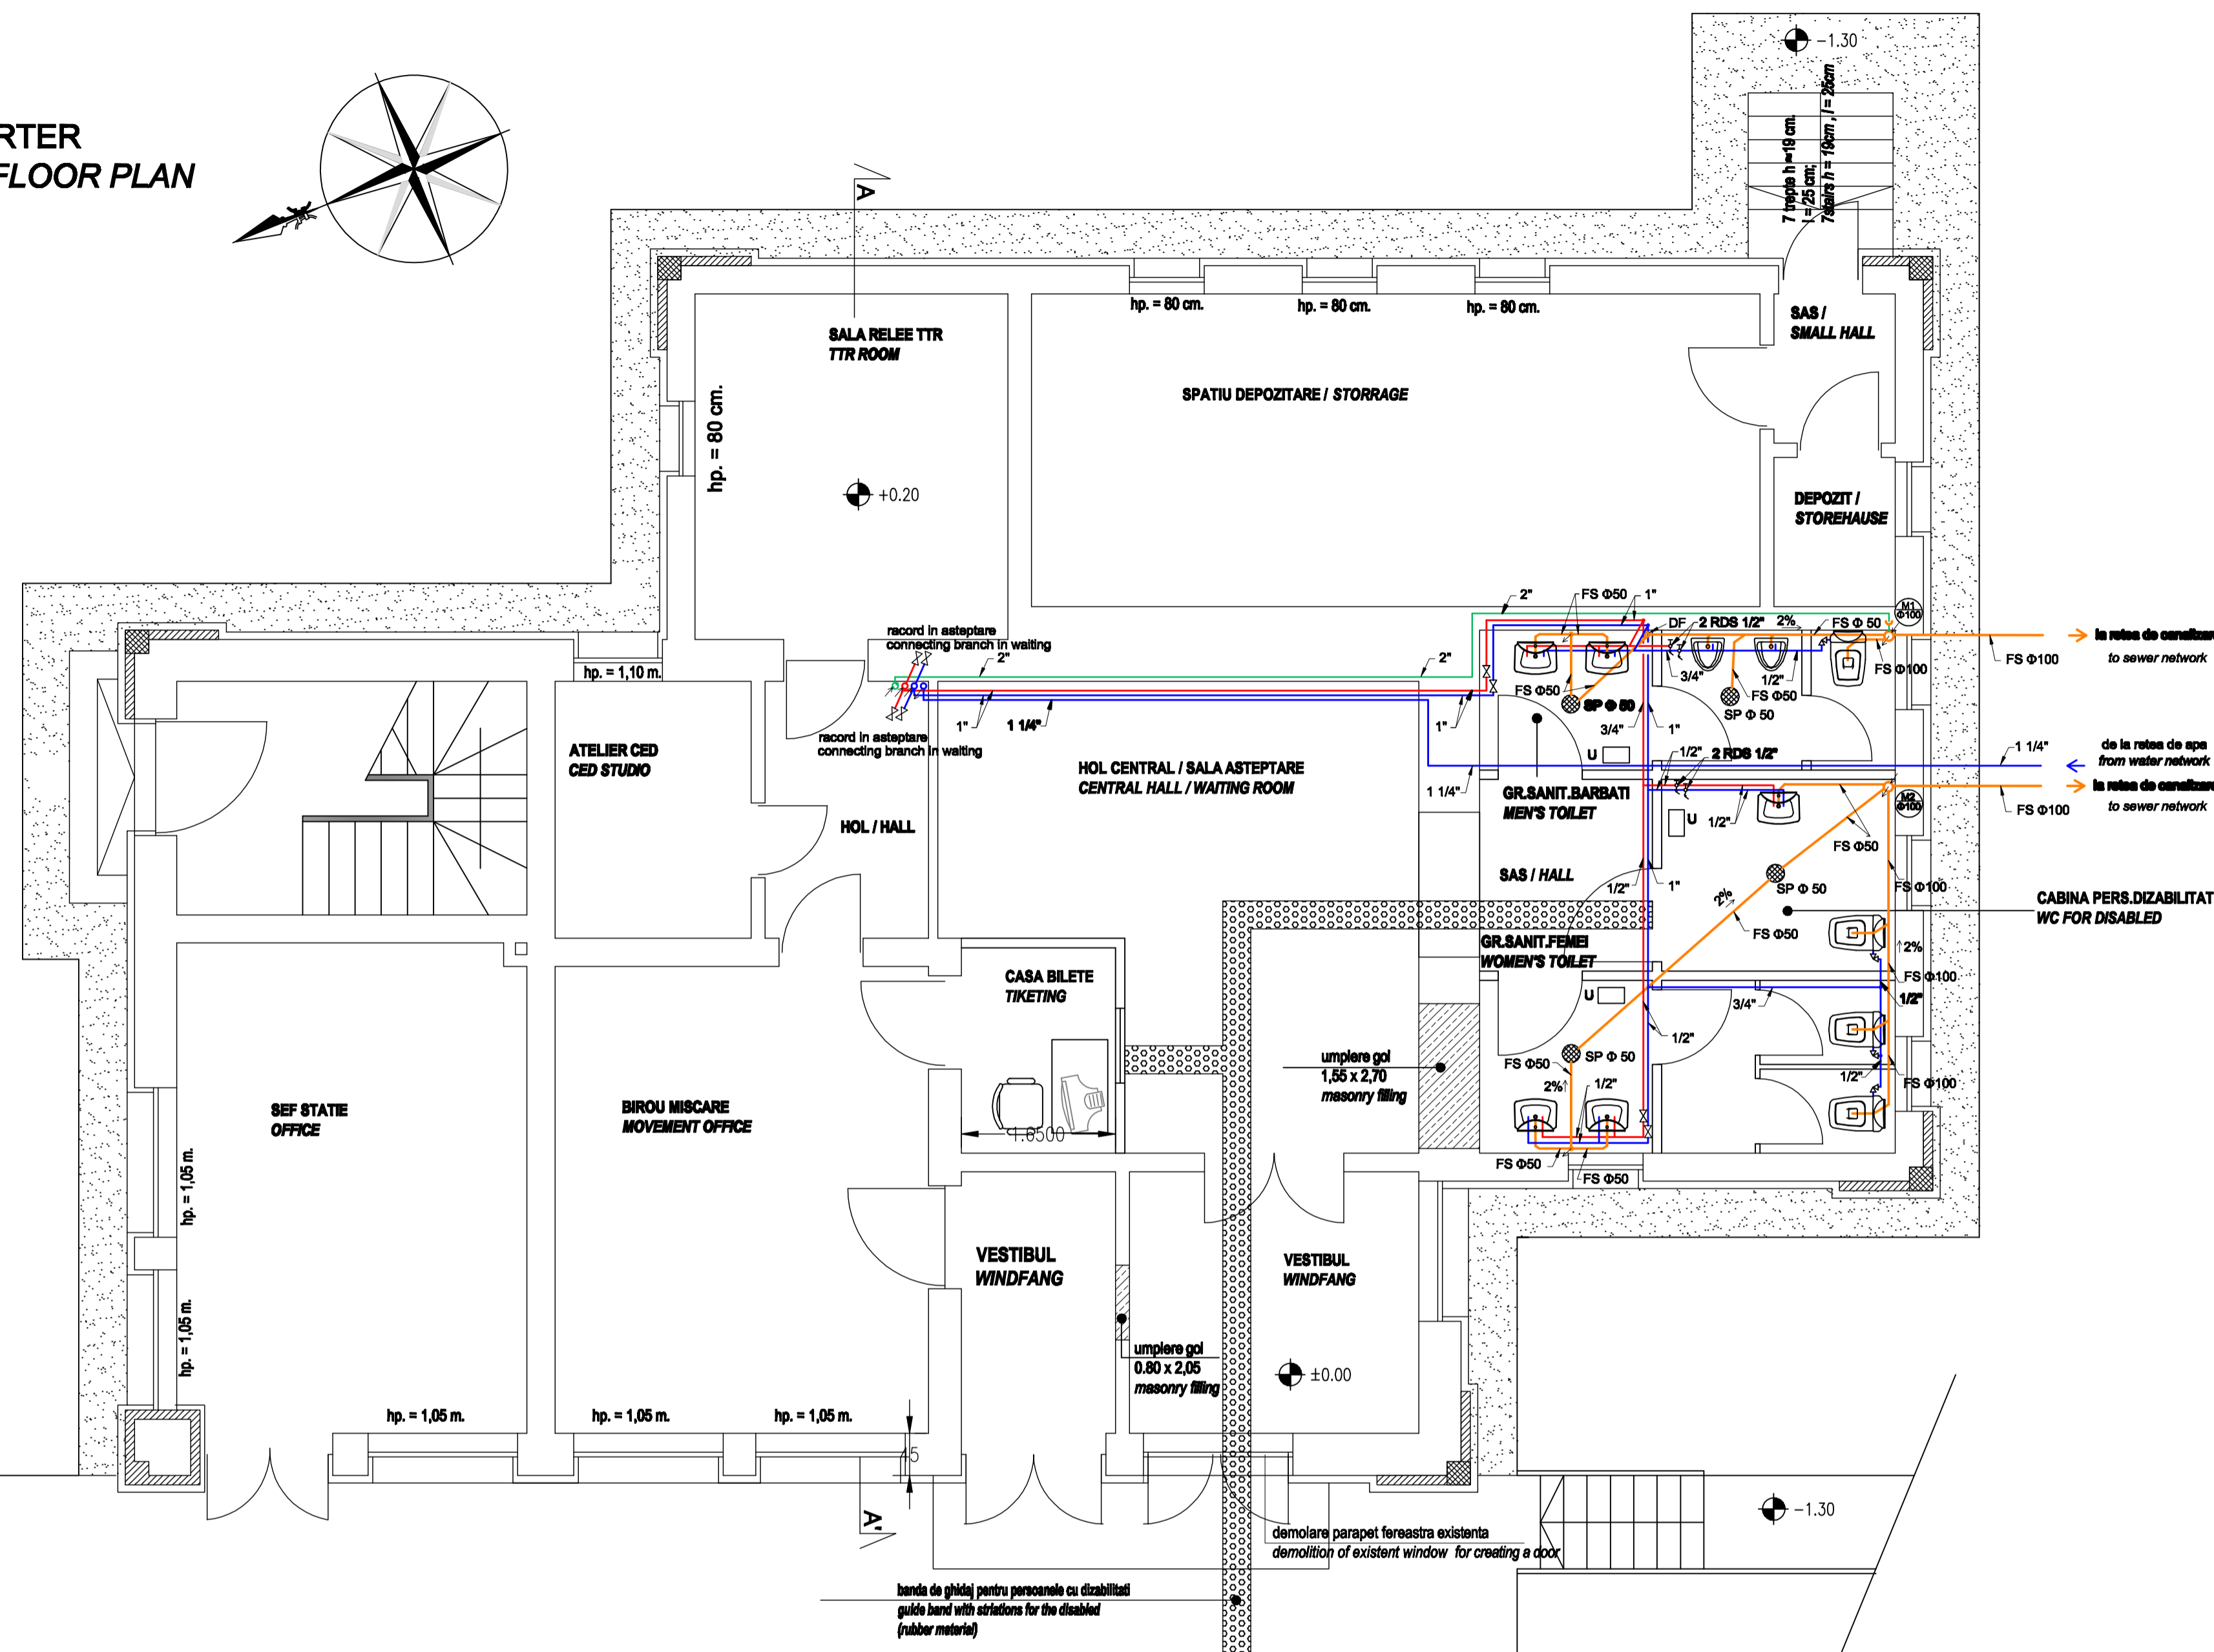 RTER
FLOOR PLAN
-1.30
7 trepte h =19 cm.
l = 25 cm;
7stairs h = 19cm , l = 25cm
A
hp. = 80 cm.
hp. = 80 cm.
hp. = 80 cm.
SAS /
SMALL HALL
SALA RELEE TTR
TTR ROOM
hp. = 80 cm.
SPATIU DEPOZITARE / STORRAGE
+0.20
DEPOZIT /
STOREHAUSE
2"
FS Φ50
1"
DF
2 RDS 1/2"
2%
FS Φ 50
M1
Φ100
la retea de canalizare
to sewer network
FS Φ100
FS Φ100
racord in asteptare
connecting branch in waiting
2"
2"
hp. = 1,10 m.
FS Φ50
3/4"
1/2"
FS Φ50
SP Φ 50
SP Φ 50
1"
1 1/4"
1"
3/4"
1"
racord in asteptare
connecting branch in waiting
ATELIER CED
CED STUDIO
HOL CENTRAL / SALA ASTEPTARE
CENTRAL HALL / WAITING ROOM
U
1/2"
2 RDS 1/2"
1 1/4"
de la retea de apa
from water network
la retea de canalizare
to sewer network
1 1/4"
GR.SANIT.BARBATI
MEN'S TOILET
M2
Φ100
FS Φ100
U
1/2"
HOL / HALL
FS Φ50
SAS / HALL
1/2"
1"
SP Φ 50
FS Φ100
2%
CABINA PERS.DIZABILITAT
WC FOR DISABLED
FS Φ50
GR.SANIT.FEMEI
WOMEN'S TOILET
2%
FS Φ100
CASA BILETE
TIKETING
U
3/4"
1/2"
1/2"
umplere gol
1,55 x 2,70
masonry filling
FS Φ50
SP Φ 50
2%
1/2"
1/2"
FS Φ100
SEF STATIE
OFFICE
BIROU MISCARE
MOVEMENT OFFICE
1.6500
FS Φ50
FS Φ50
hp. = 1,05 m.
VESTIBUL
WINDFANG
VESTIBUL
WINDFANG
hp. = 1,05 m.
umplere gol
0.80 x 2,05
masonry filling
±0.00
hp. = 1,05 m.
hp. = 1,05 m.
hp. = 1,05 m.
A'
-1.30
demolare parapet fereastra existenta
demolition of existent window for creating a door
banda de ghidaj pentru persoanele cu dizabilitati
guide band with striations for the disabled
(rubber material)